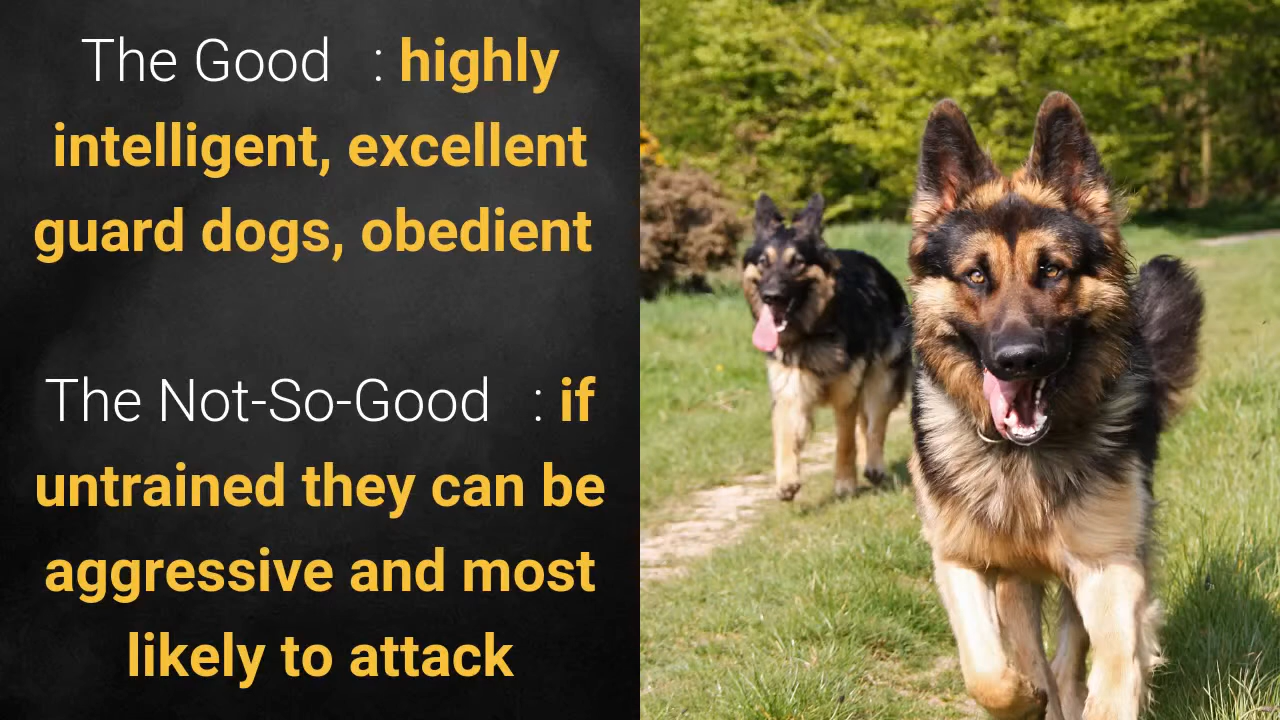 The Good : highly
intelligent, excellent
guard dogs, obedient
The Not-So-Good : if
untrained they can be
aggressive and most
likely to attack